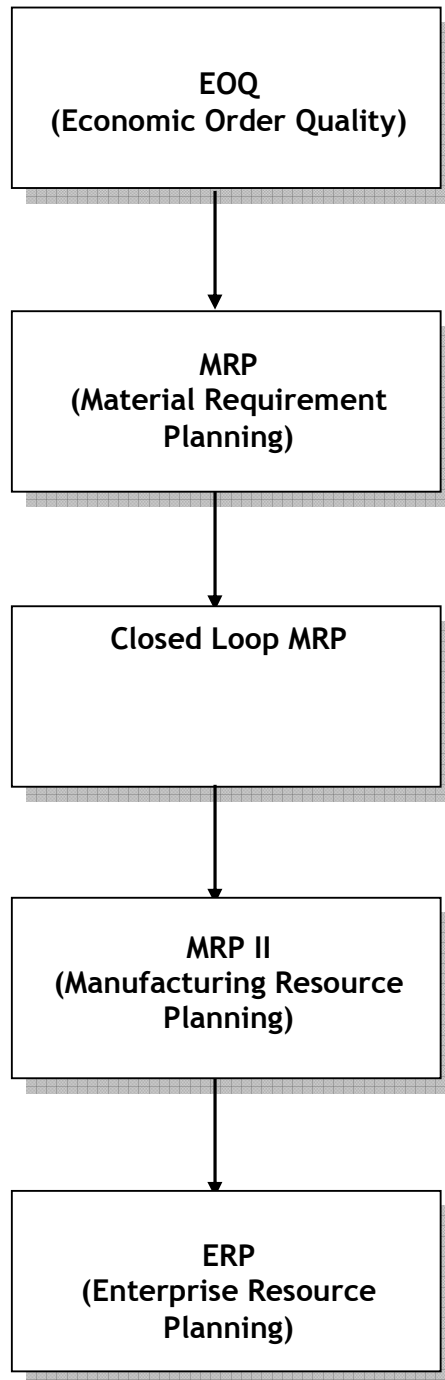 EOQ
(Economic Order Quality)
MRP
(Material Requirement
Planning)
Closed Loop MRP
MRP II
(Manufacturing Resource
Planning)
ERP
(Enterprise Resource
Planning)